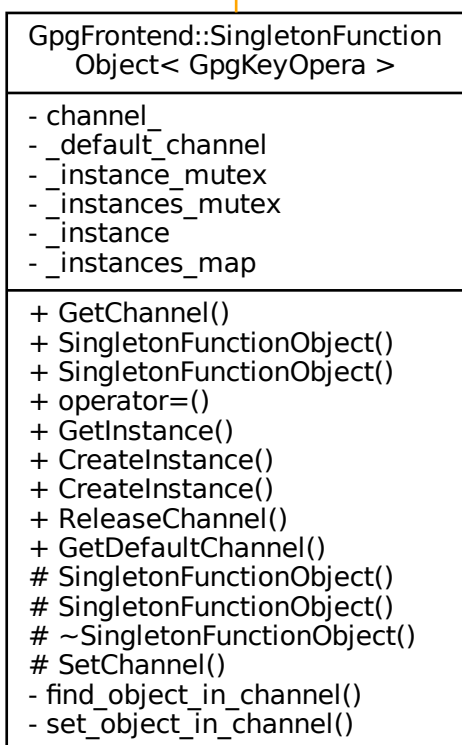 GpgFrontend::SingletonFunction
Object< GpgKeyOpera >
- channel_
- _default_channel
- _instance_mutex
- _instances_mutex
- _instance
- _instances_map
+ GetChannel()
+ SingletonFunctionObject()
+ SingletonFunctionObject()
+ operator=()
+ GetInstance()
+ CreateInstance()
+ CreateInstance()
+ ReleaseChannel()
+ GetDefaultChannel()
# SingletonFunctionObject()
# SingletonFunctionObject()
# ~SingletonFunctionObject()
# SetChannel()
- find_object_in_channel()
- set_object_in_channel()